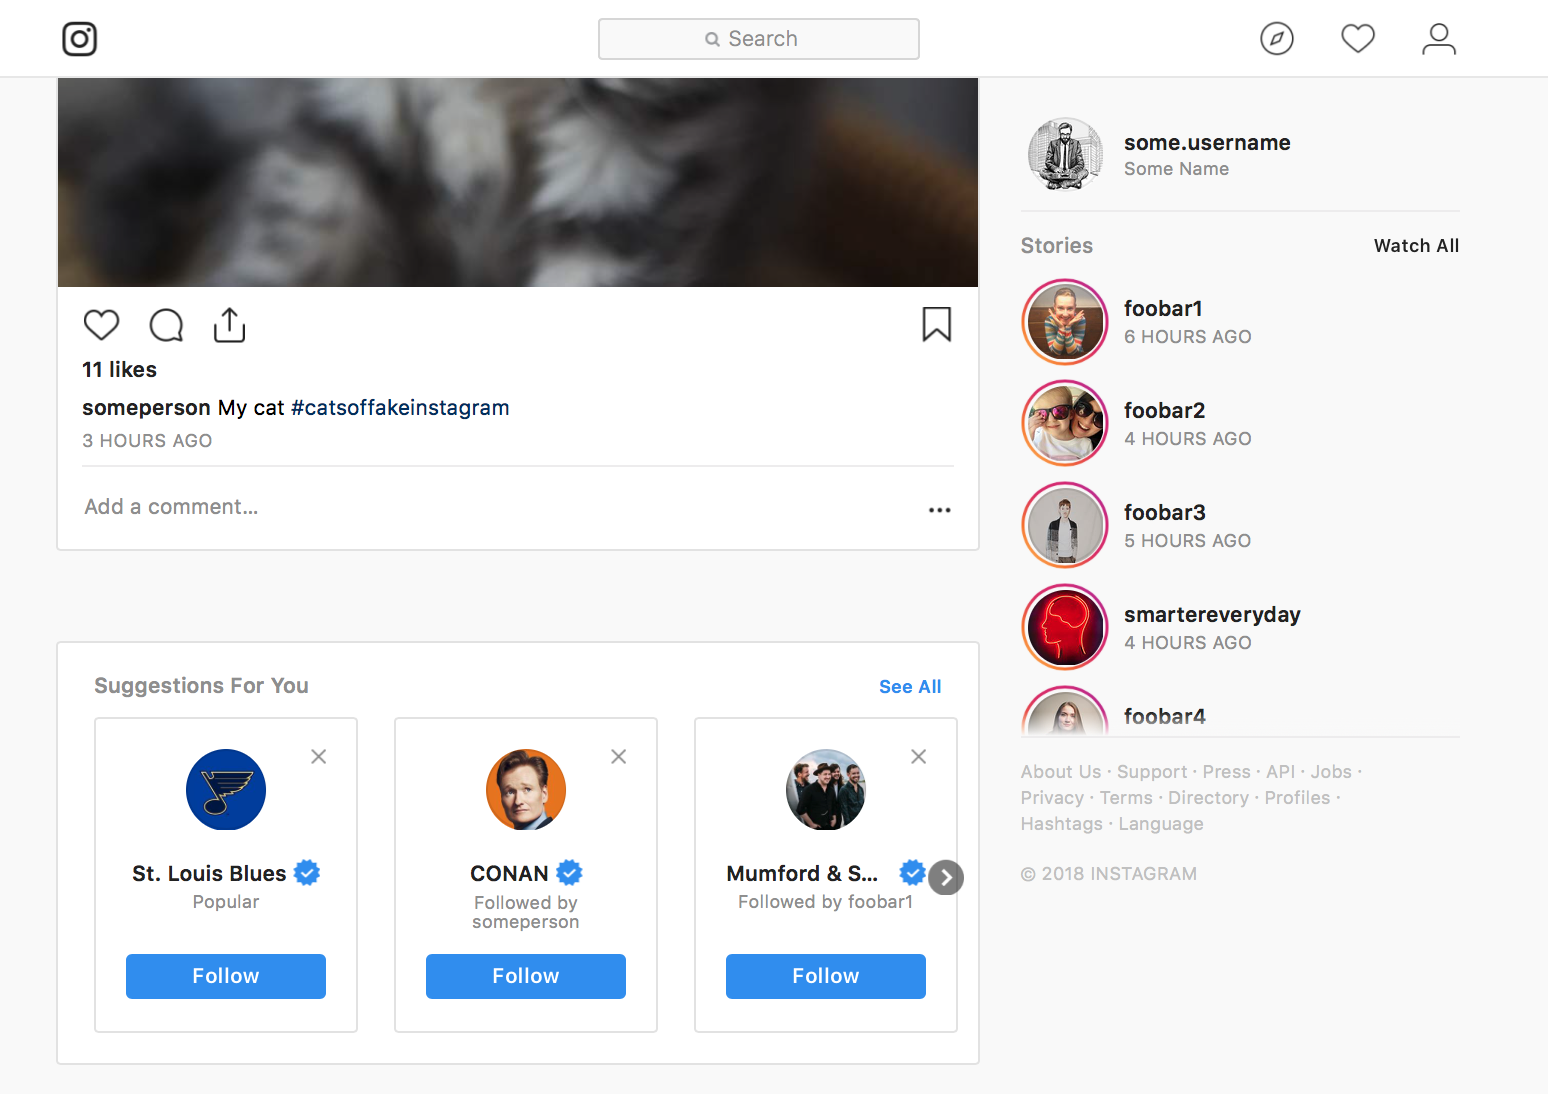 Search
11 likes
someperson My cat #catsoffakeinstagram
3 HOURS AGO
Add a comment...
Suggestions For You
See All
St. Louis Blues
Popular
Follow
CONAN
Followed by
someperson
Follow
Mumford & S...
Followed by foobar1
Follow
some.username
Some Name
Stories
Watch All
foobar1
6 HOURS AGO
foobar2
4 HOURS AGO
foobar3
5 HOURS AGO
smartereveryday
4 HOURS AGO
foobar4
About Us · Support · Press · API · Jobs ·
Privacy · Terms · Directory · Profiles ·
Hashtags · Language
© 2018 INSTAGRAM